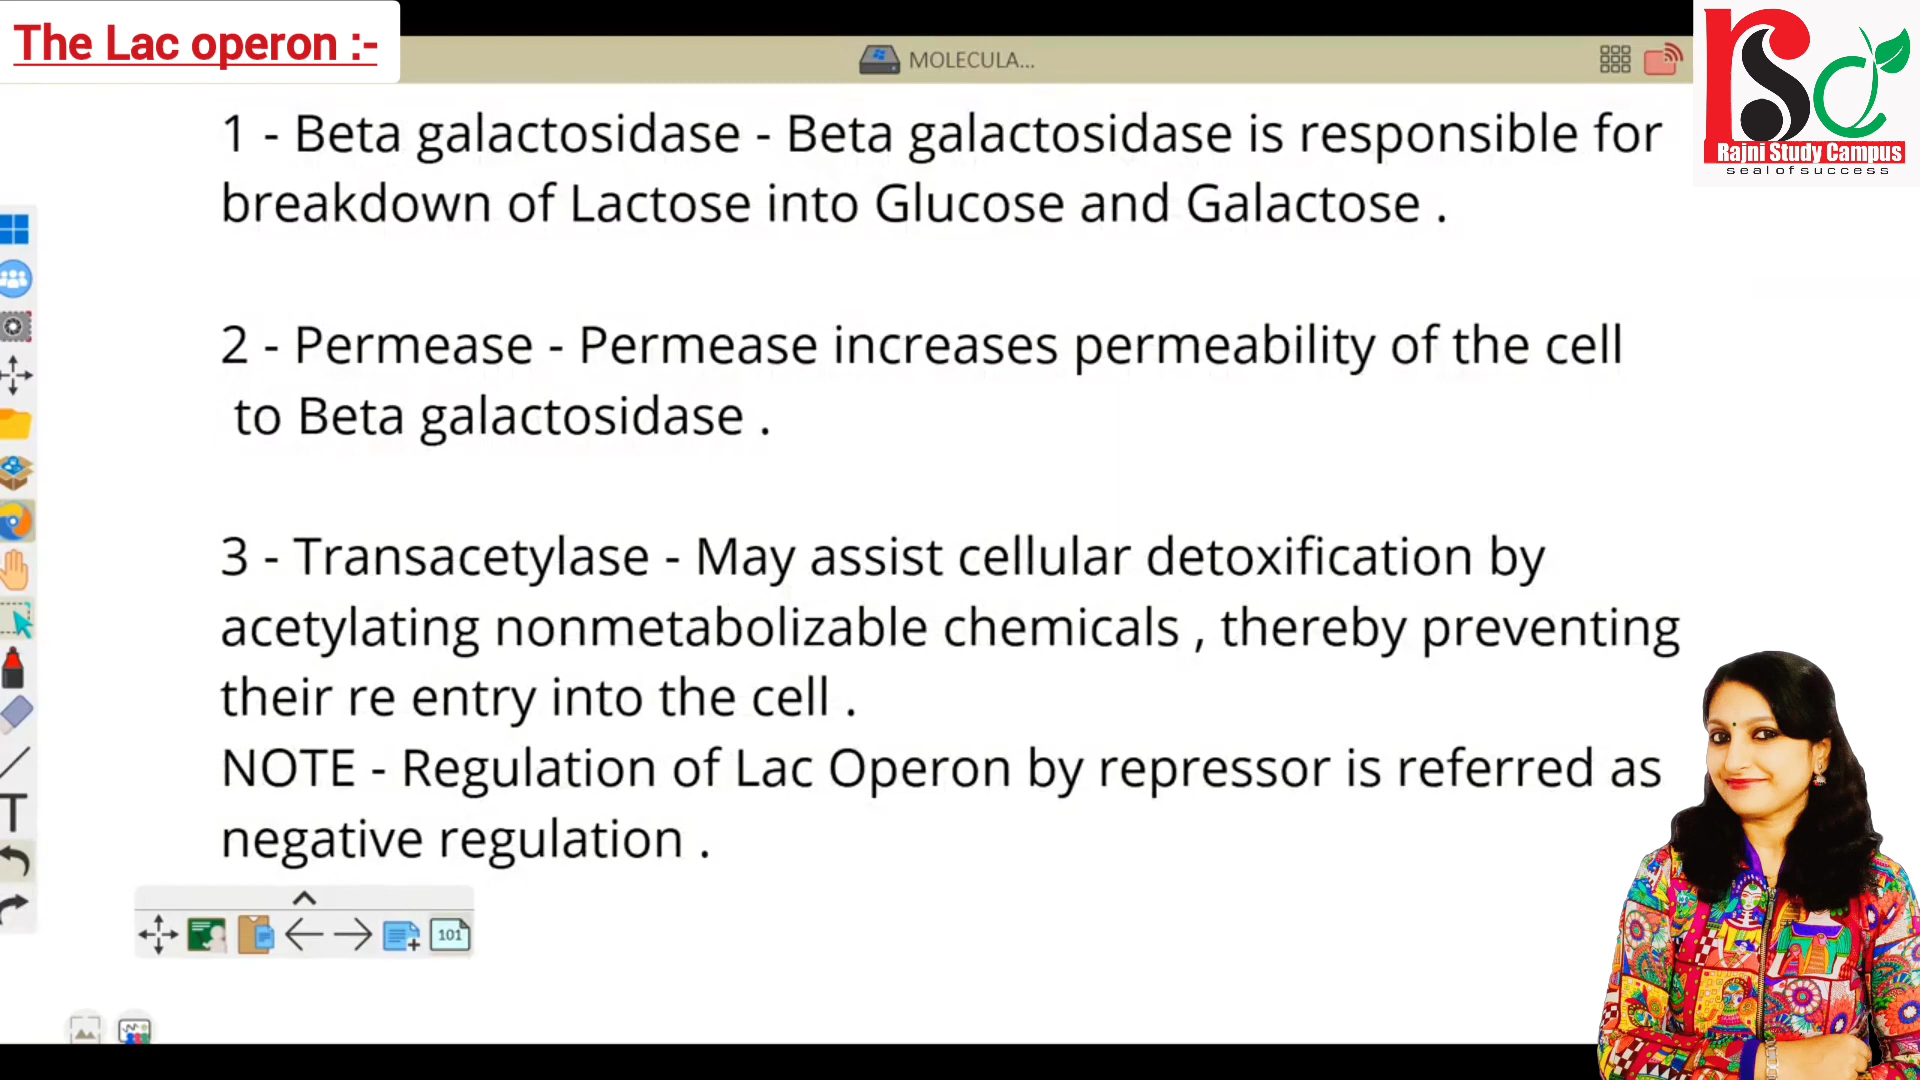 The Lac operon :-
MOLECULA...
Rajni Study Campus
seal of success
1 - Beta galactosidase - Beta galactosidase is responsible for
breakdown of Lactose into Glucose and Galactose .
2 - Permease - Permease increases permeability of the cell
to Beta galactosidase .
3 - Transacetylase - May assist cellular detoxification by
acetylating nonmetabolizable chemicals , thereby preventing
their re entry into the cell .
NOTE - Regulation of Lac Operon by repressor is referred as
negative regulation .
T
101